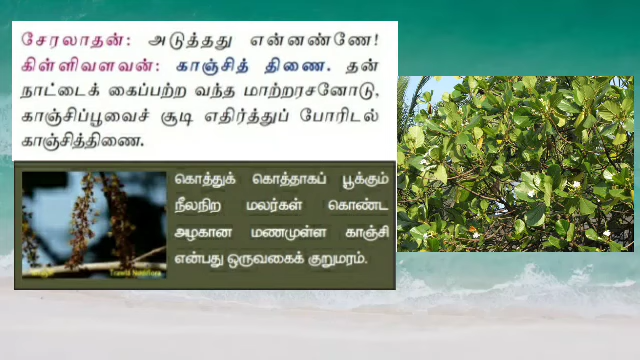 சேரலாதன்: அடுத்தது என்னண்ணே!
கிள்ளிவளவன்: காஞ்சித் திணை. தன்
நாட்டைக் கைப்பற்ற வந்த மாற்றரசனோடு,
காஞ்சிப்பூவைச் சூடி எதிர்த்துப் போரிடல்
காஞ்சித்திணை.
கொத்துக் கொத்தாகப் பூக்கும்
நீலநிற மலர்கள் கொண்ட
அழகான மணமுள்ள காஞ்சி
என்பது ஒருவகைக் குறுமரம்.